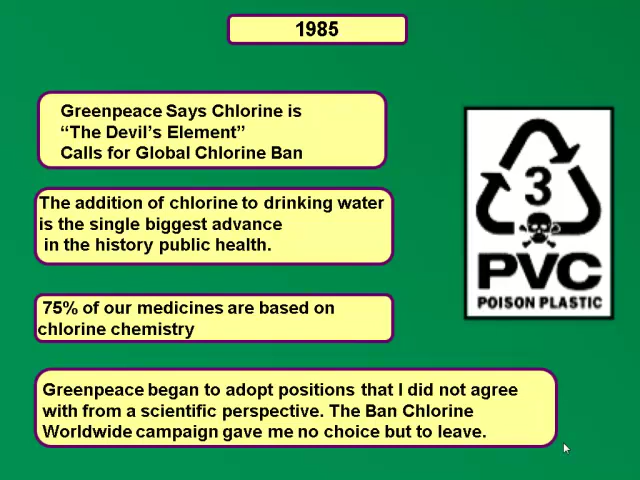 1985
Greenpeace Says Chlorine is
“The Devil’s Element”
Calls for Global Chlorine Ban
The addition of chlorine to drinking water
is the single biggest advance
in the history public health.
3
PVC
POISON PLASTIC
75% of our medicines are based on
chlorine chemistry
Greenpeace began to adopt positions that I did not agree
with from a scientific perspective. The Ban Chlorine
Worldwide campaign gave me no choice but to leave.